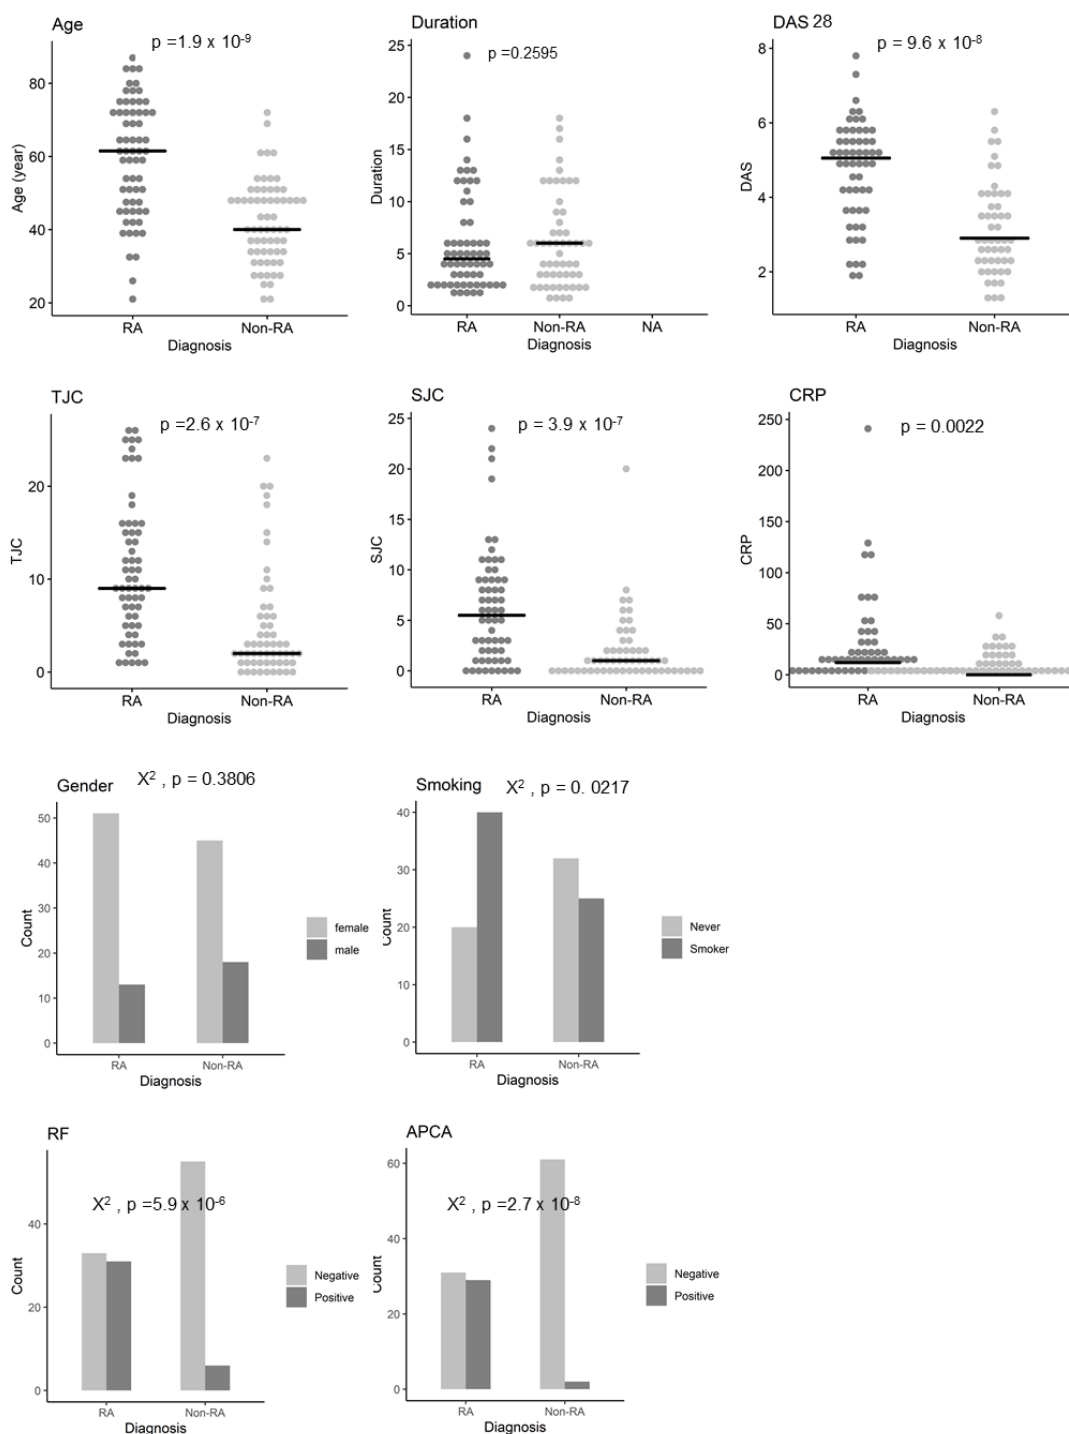 Age
p =1.9 x 10-9
Age (year)
80
60
40
20
RA Non-RA
Diagnosis
Duration
p =0.2595
Duration
25
20
15
10
5
0
RA Non-RA NA
Diagnosis
DAS 28
p = 9.6 x 10-8
DAS
8
6
4
2
RA Non-RA
Diagnosis
TJC
p =2.6 x 10-7
TJC
20
10
0
RA Non-RA
Diagnosis
SJC
p = 3.9 x 10-7
SJC
25
20
15
10
5
0
RA Non-RA
Diagnosis
CRP
p = 0.0022
CRP
250
200
150
100
50
0
RA Non-RA
Diagnosis
Gender
X2 , p = 0.3806
Count
50
40
30
20
10
0
RA Non-RA
Diagnosis
female
male
Smoking
X2 , p = 0. 0217
Count
40
30
20
10
0
RA Non-RA
Diagnosis
Never
Smoker
RF
X2 , p =5.9 x 10-6
Count
40
20
0
RA Non-RA
Diagnosis
Negative
Positive
APCA
X2 , p =2.7 x 10-8
Count
60
40
20
0
RA Non-RA
Diagnosis
Negative
Positive